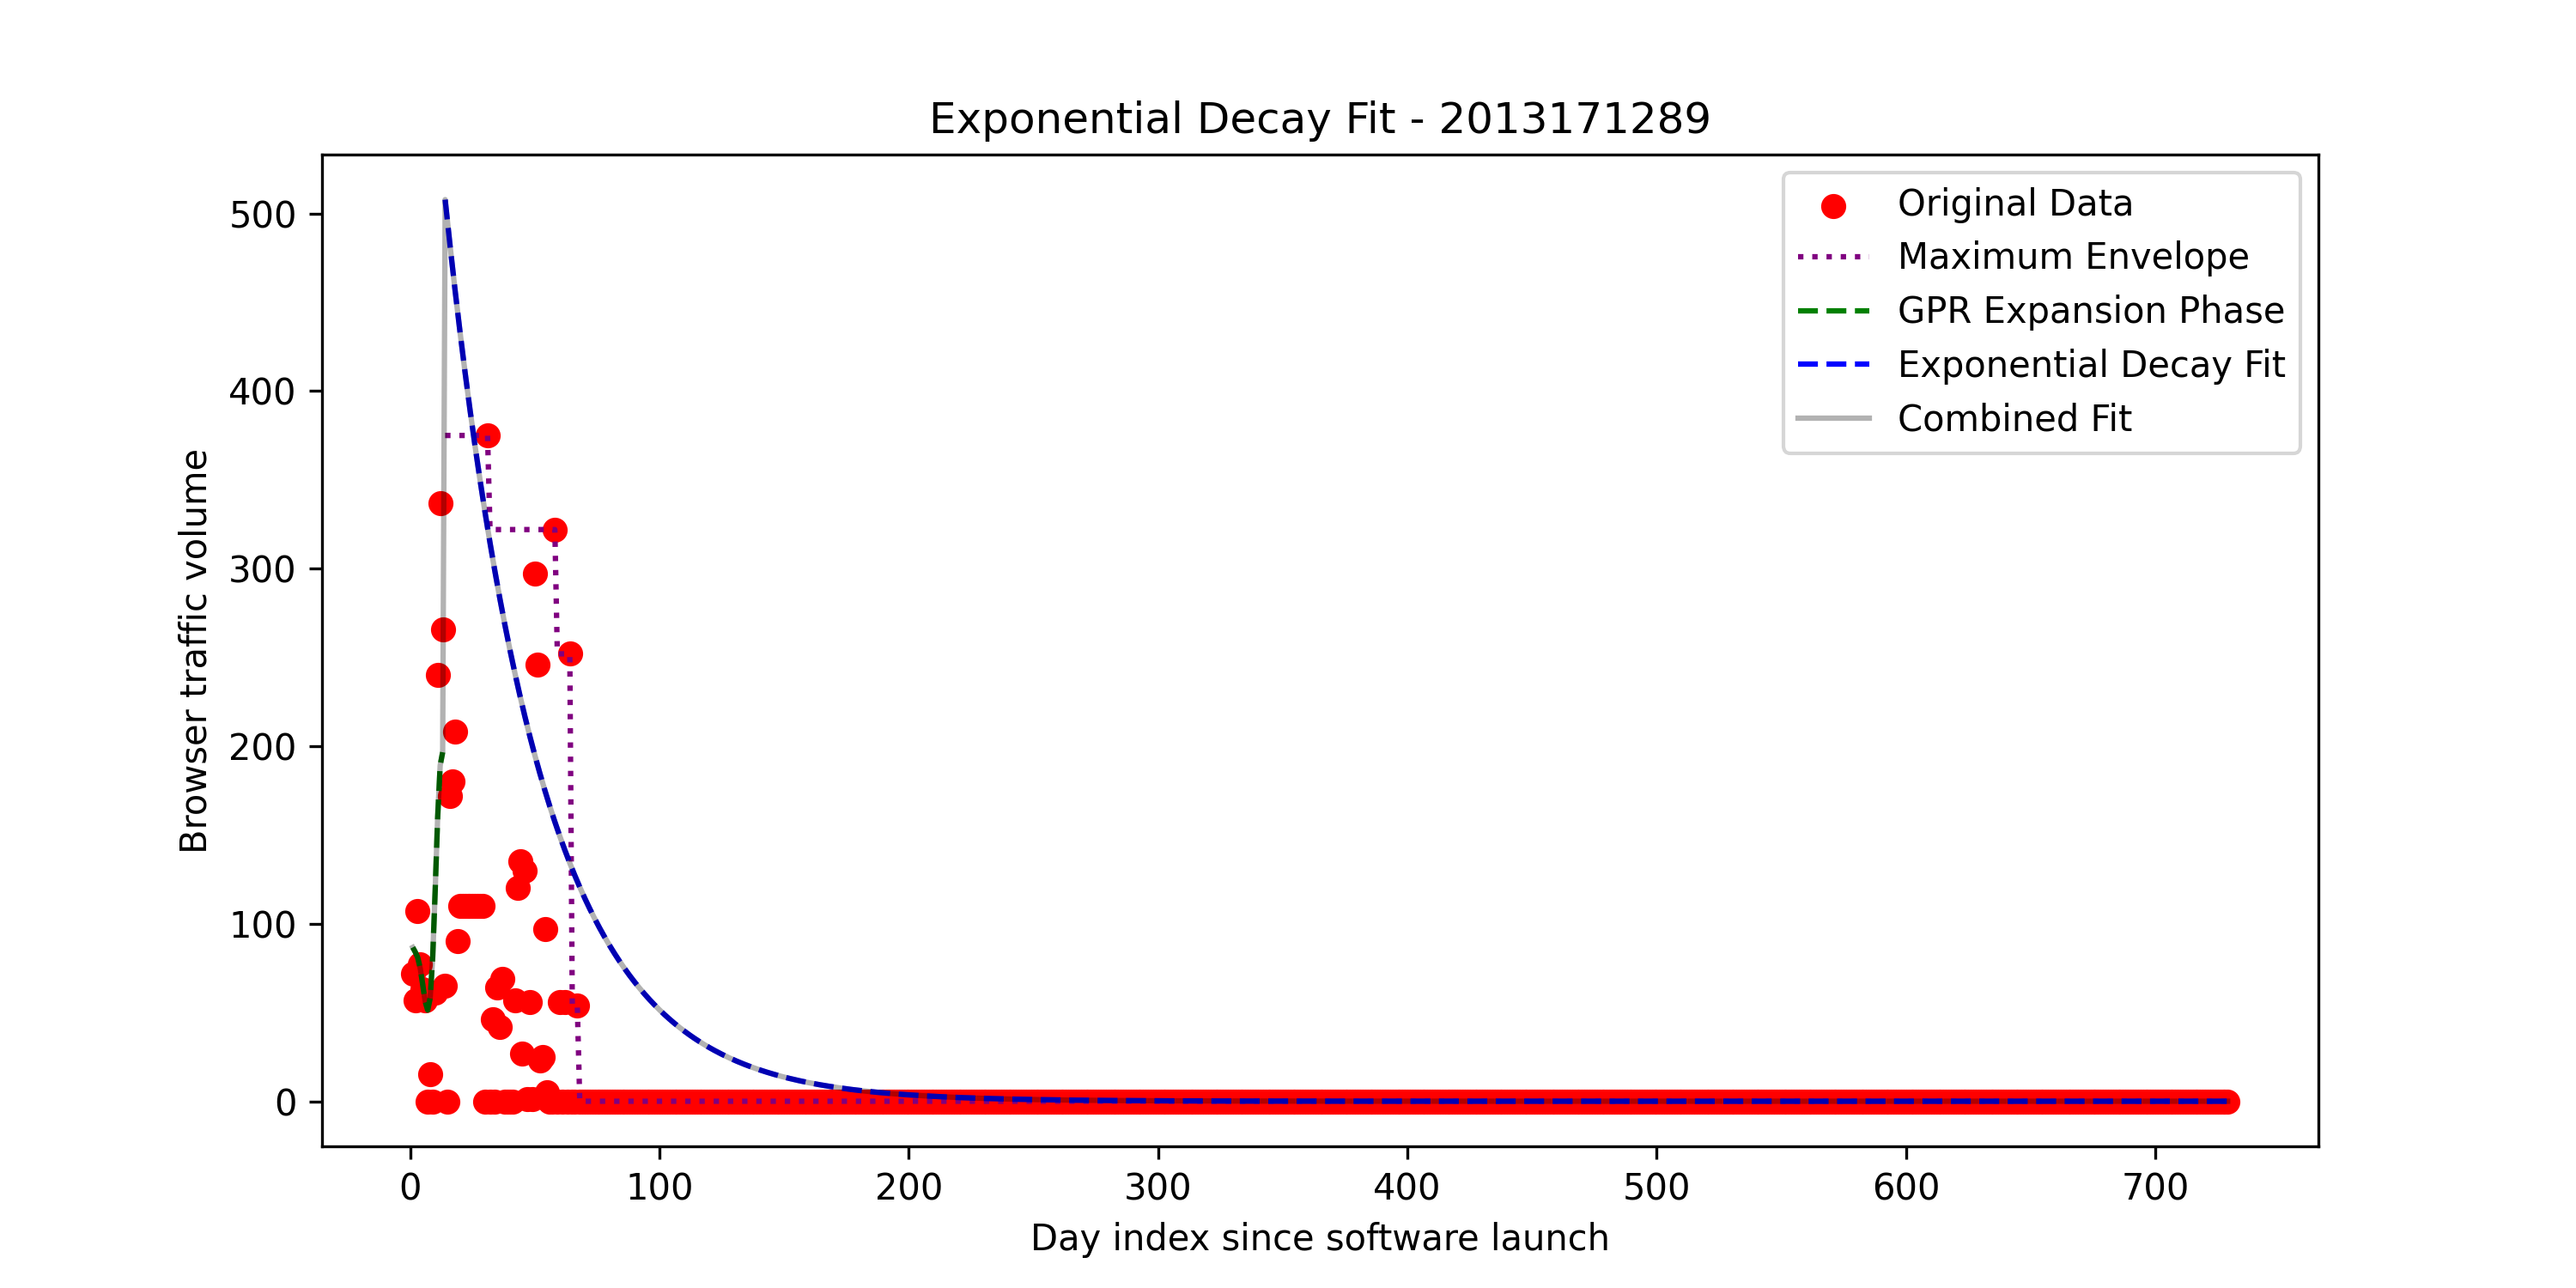 Exponential Decay Fit - 2013171289
Original Data
Maximum Envelope
GPR Expansion Phase
Exponential Decay Fit
Combined Fit
Browser traffic volume
500
400
300
200
100
0
0 100 200 300 400 500 600 700
Day index since software launch